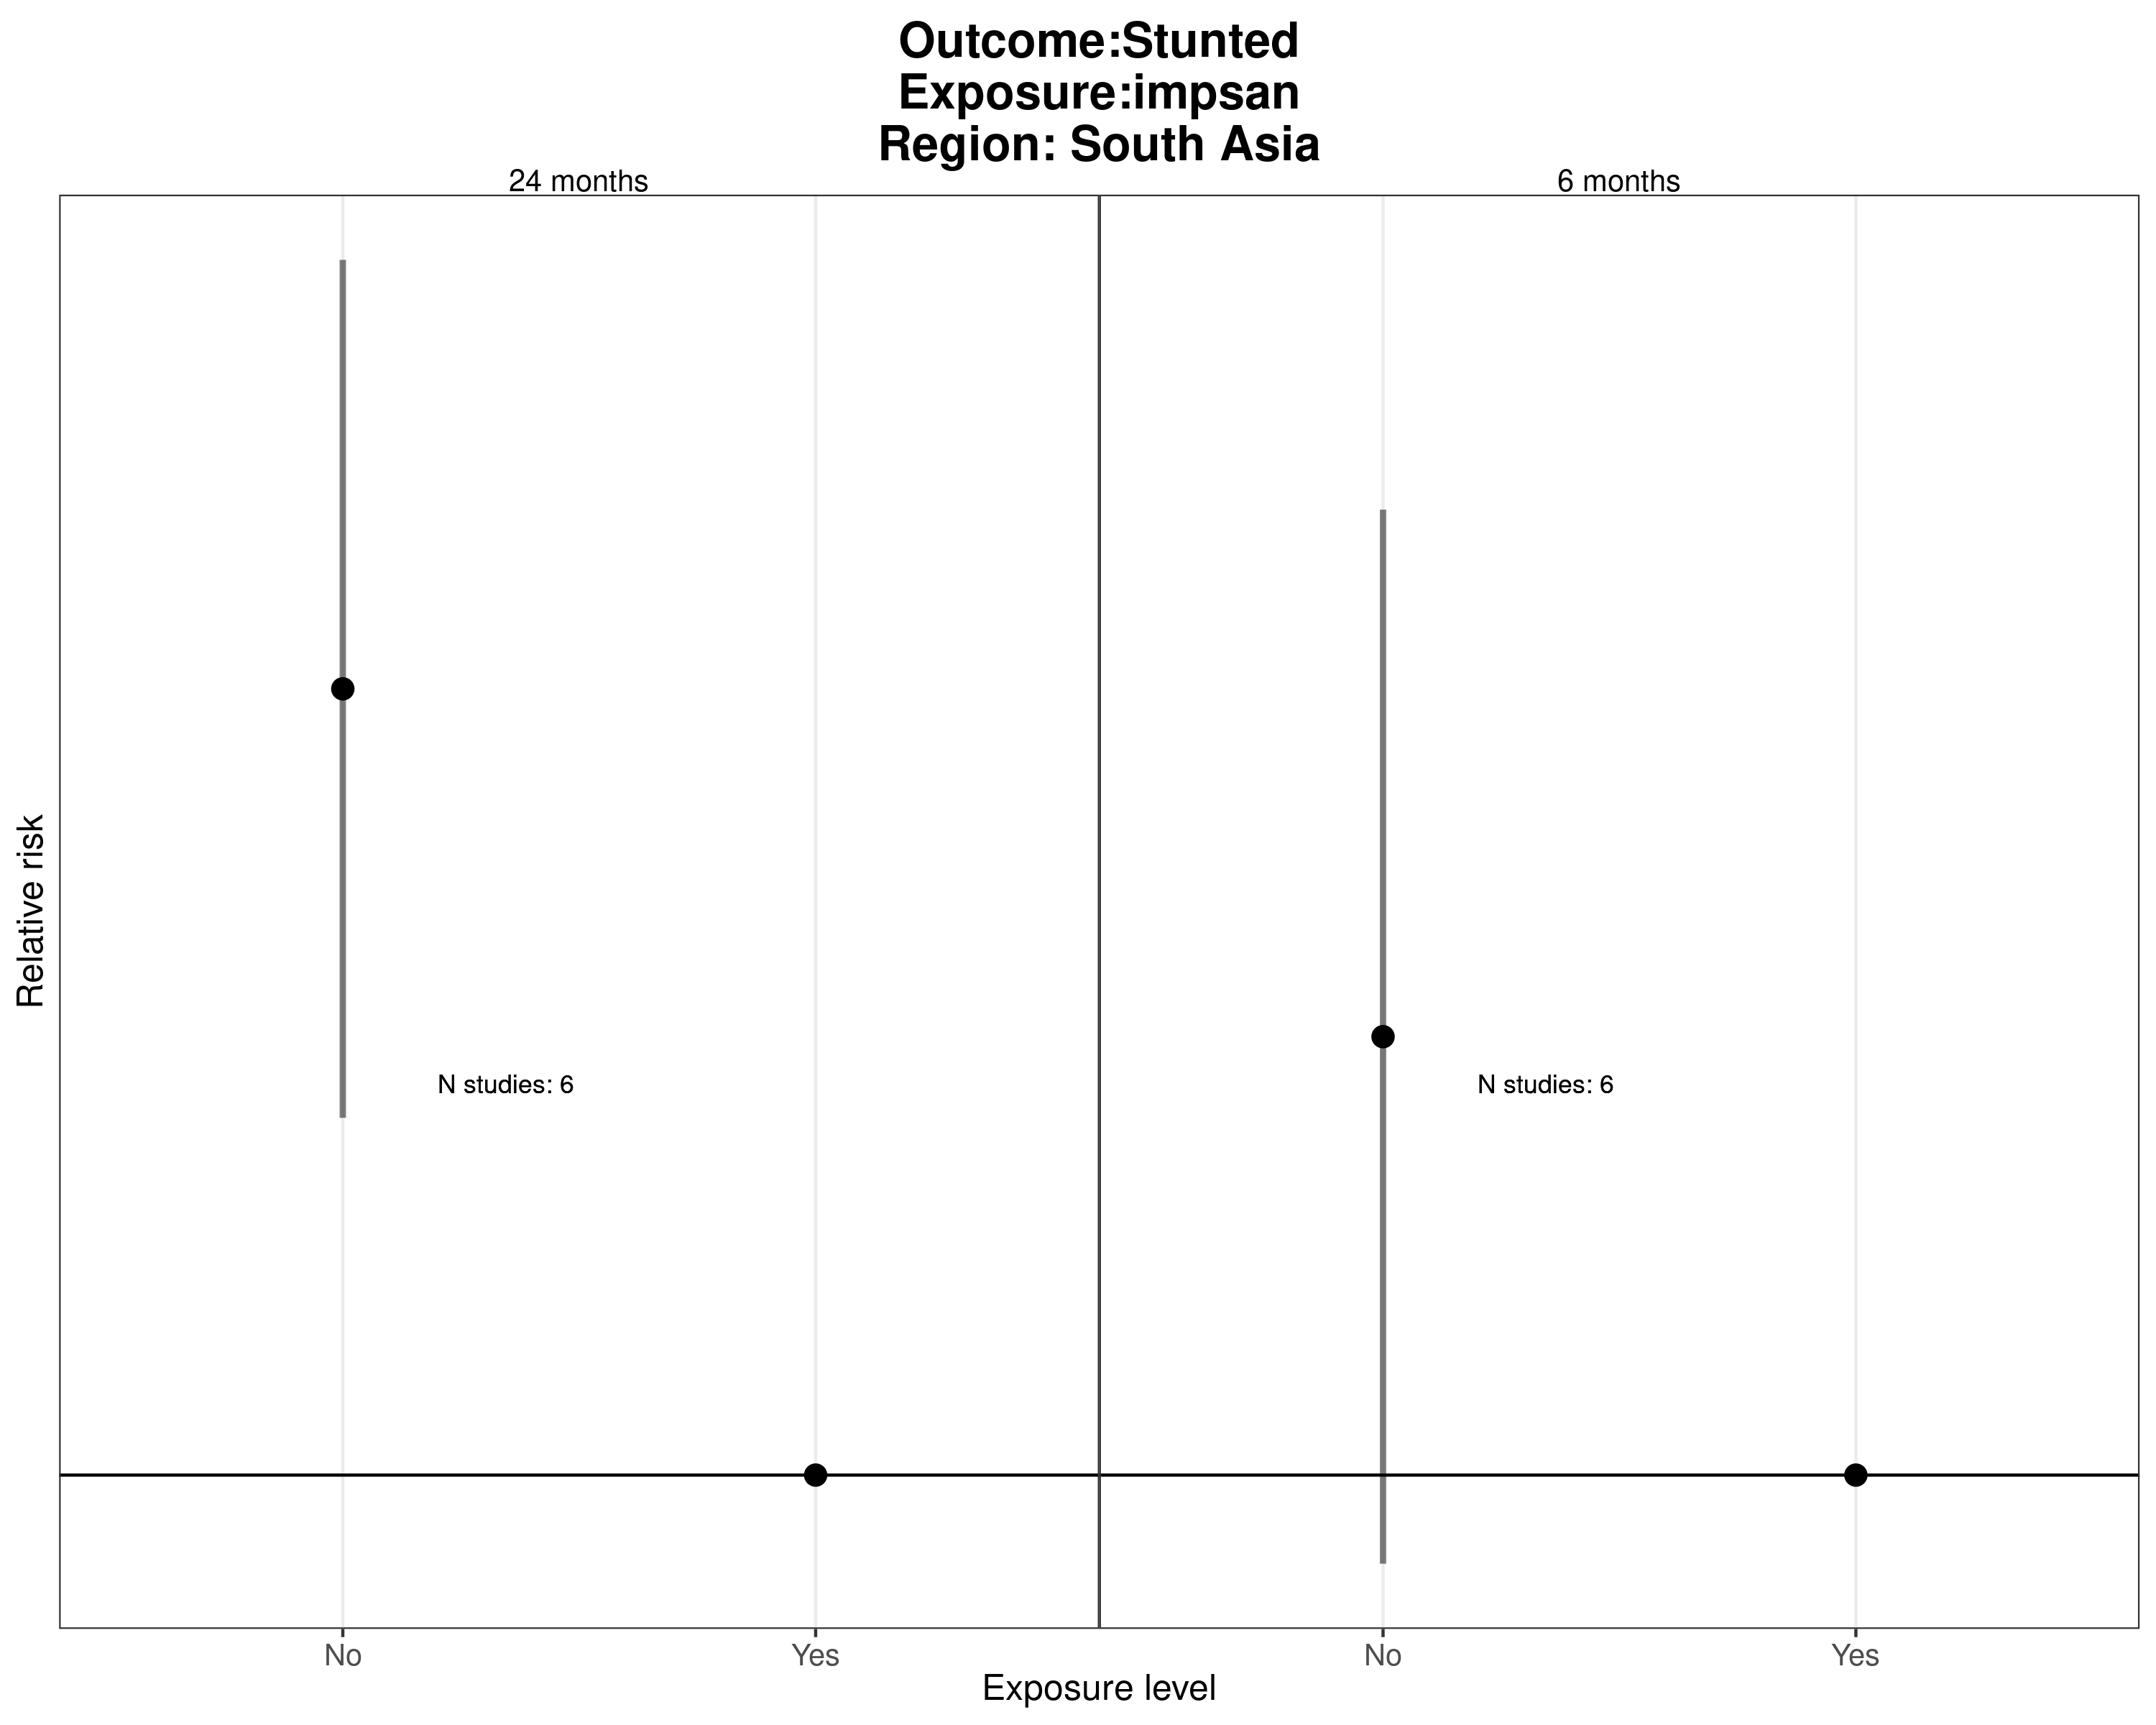 Outcome:Stunted
Exposure:impsan
Region: South Asia
24 months
6 months
Relative risk
N studies: 6
N studies: 6
No
Yes
No
Yes
Exposure level